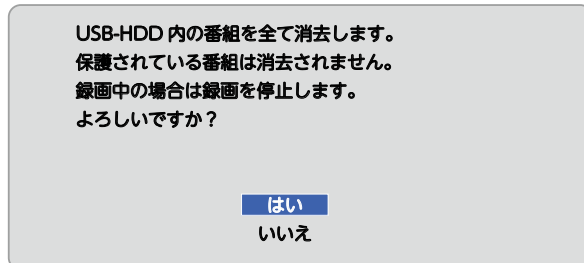 USB-HDD 内の番組を全て消去します。
保護されている番組は消去されません。
録画中の場合は録画を停止します。
よろしいですか？
はい
いいえ